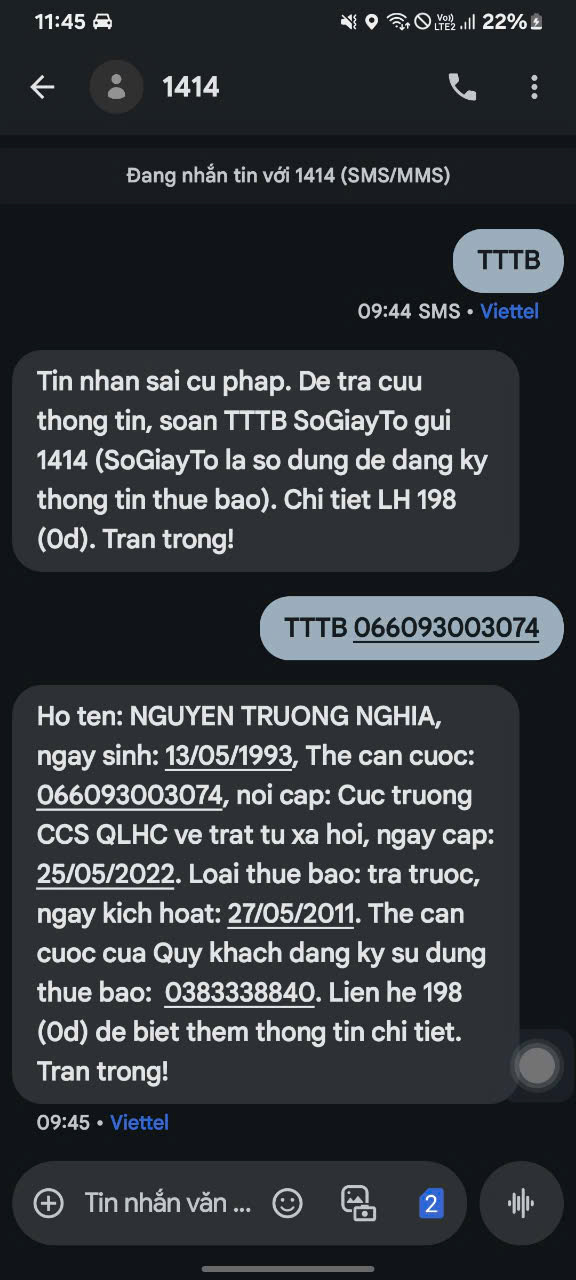 11:45 Vo)) LTE2 22%
1414
Đang nhắn tin với 1414 (SMS/MMS)
TTTB
09:44 SMS • Viettel
Tin nhan sai cu phap. De tra cuu
thong tin, soan TTTB SoGiayTo gui
1414 (SoGiayTo la so dung de dang ky
thong tin thue bao). Chi tiet LH 198
(0d). Tran trong!
TTTB 066093003074
Ho ten: NGUYEN TRUONG NGHIA,
ngay sinh: 13/05/1993, The can cuoc:
066093003074, noi cap: Cuc truong
CCS QLHC ve trat tu xa hoi, ngay cap:
25/05/2022. Loai thue bao: tra truoc,
ngay kich hoat: 27/05/2011. The can
cuoc cua Quy khach dang ky su dung
thue bao:  0383338840. Lien he 198
(0d) de biet them thong tin chi tiet.
Tran trong!
09:45 • Viettel
Tin nhắn văn ... 2